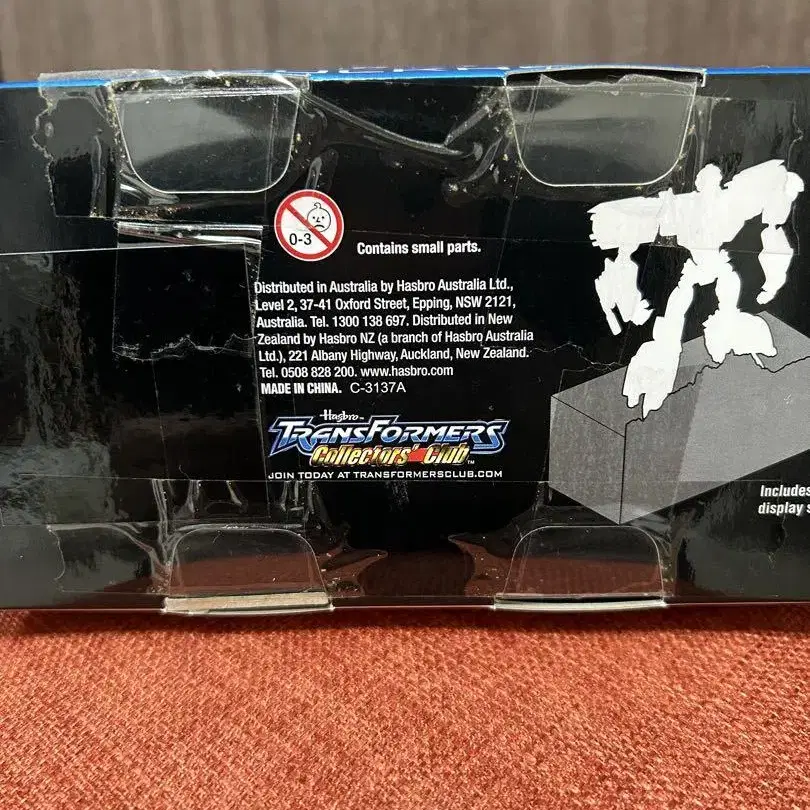 0-3
Contains small parts.
Distributed in Australia by Hasbro Australia Ltd.,
Level 2, 37-41 Oxford Street, Epping, NSW 2121,
Australia. Tel. 1300 138 697. Distributed in New
Zealand by Hasbro NZ (a branch of Hasbro Australia
Ltd.), 221 Albany Highway, Auckland, New Zealand.
Tel. 0508 828 200. www.hasbro.com
MADE IN CHINA. C-3137A
Hasbro™
TRANSFORMERS
Collectors' Club™
JOIN TODAY AT TRANSFORMERSCLUB.COM
Includes
display